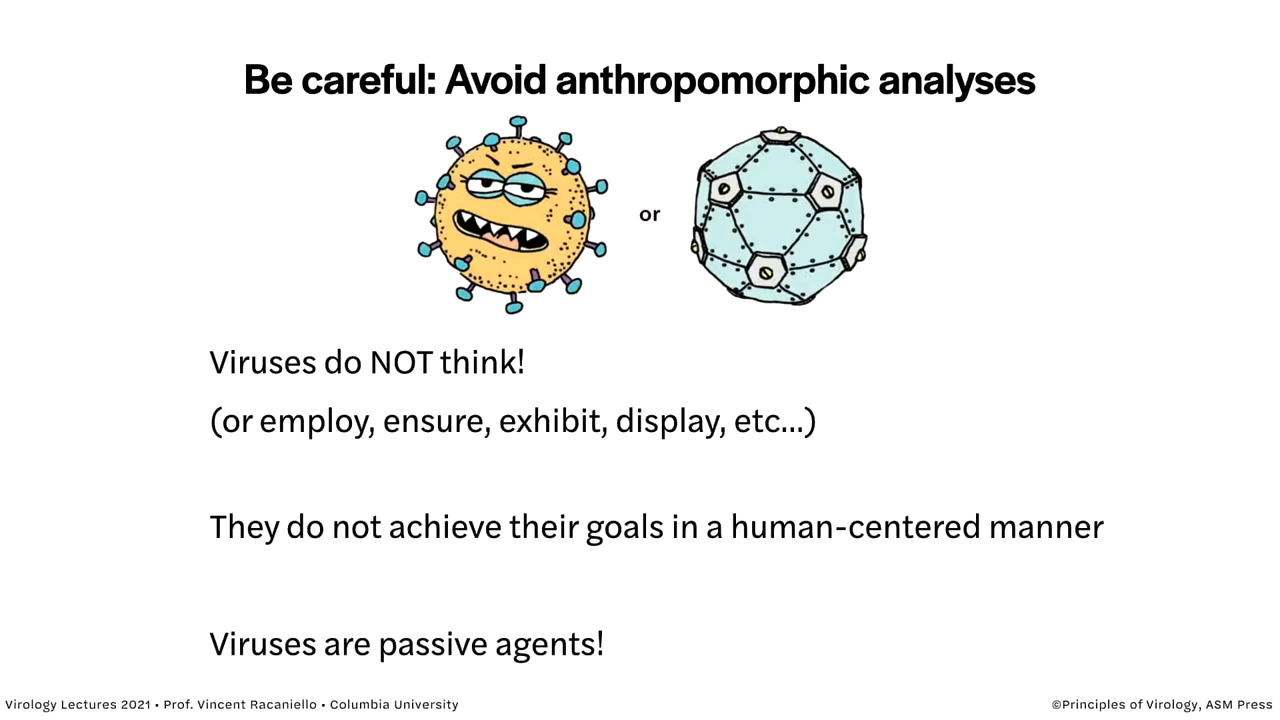 Be careful: Avoid anthropomorphic analyses
or
Viruses do NOT think!
(or employ, ensure, exhibit, display, etc...)
They do not achieve their goals in a human-centered manner
Viruses are passive agents!
Virology Lectures 2021 • Prof. Vincent Racaniello • Columbia University
©Principles of Virology, ASM Press